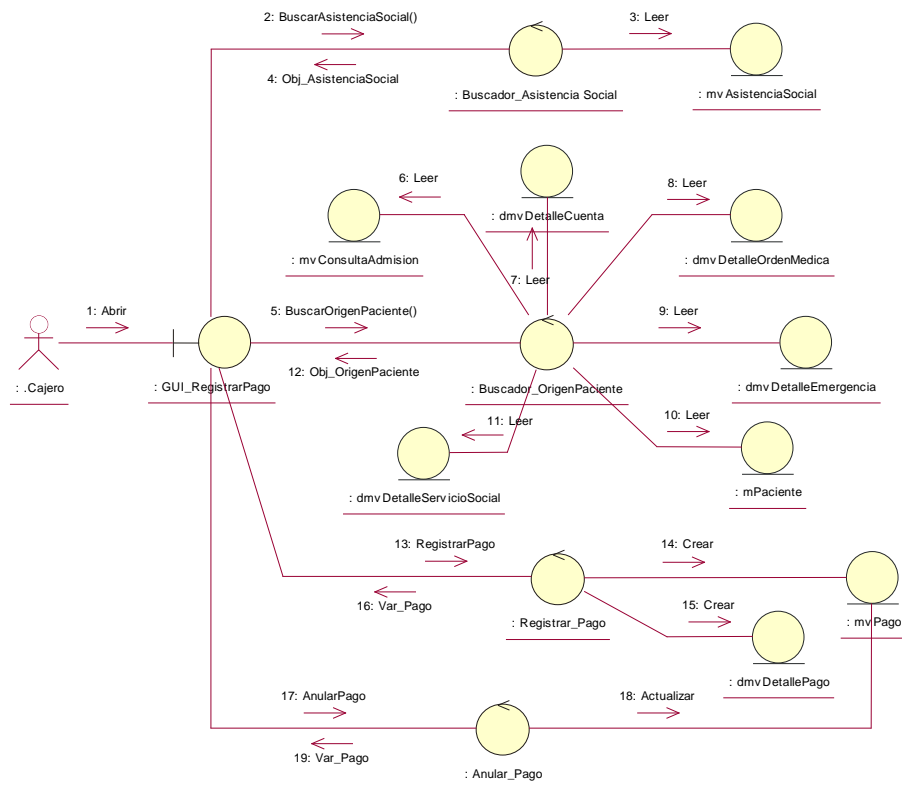 2: BuscarAsistenciaSocial()
3: Leer
4: Obj_AsistenciaSocial
: Buscador_Asistencia Social
: mvAsistenciaSocial
6: Leer
8: Leer
: dmvDetalleCuenta
: mvConsultaAdmision
: dmvDetalleOrdenMedica
7: Leer
1: Abrir
5: BuscarOrigenPaciente()
9: Leer
12: Obj_OrigenPaciente
: .Cajero
: GUI_RegistrarPago
: Buscador_OrigenPaciente
: dmvDetalleEmergencia
11: Leer
10: Leer
: dmvDetalleServicioSocial
: mPaciente
13: RegistrarPago
14: Crear
16: Var_Pago
15: Crear
: Registrar_Pago
: mvPago
: dmvDetallePago
17: AnularPago
18: Actualizar
19: Var_Pago
: Anular_Pago